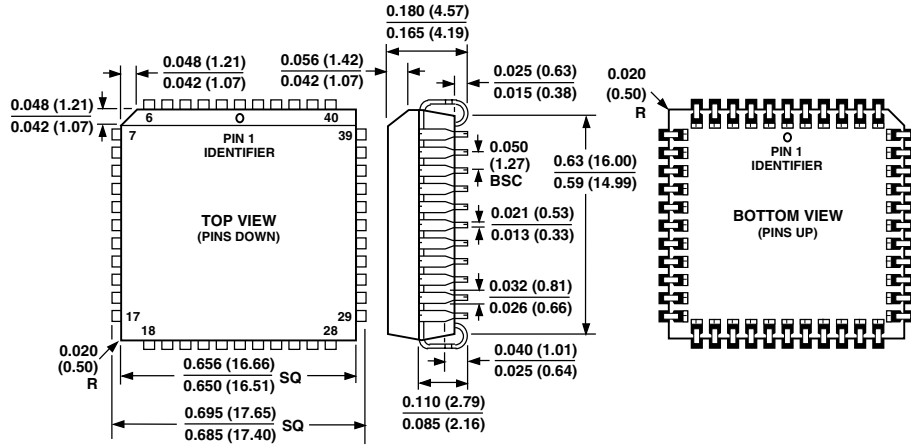 0.180 (4.57)
0.165 (4.19)
0.048 (1.21)
0.042 (1.07)
0.056 (1.42)
0.042 (1.07)
0.025 (0.63)
0.015 (0.38)
0.020
(0.50)
R
0.048 (1.21)
0.042 (1.07)
6
40
7
39
PIN 1
IDENTIFIER
TOP VIEW
(PINS DOWN)
17
29
18
28
0.050
(1.27)
BSC
0.63 (16.00)
0.59 (14.99)
0.021 (0.53)
0.013 (0.33)
0.032 (0.81)
0.026 (0.66)
PIN 1
IDENTIFIER
BOTTOM VIEW
(PINS UP)
0.020
(0.50)
R
0.656 (16.66)
0.650 (16.51)
SQ
0.695 (17.65)
0.685 (17.40)
SQ
0.040 (1.01)
0.025 (0.64)
0.110 (2.79)
0.085 (2.16)